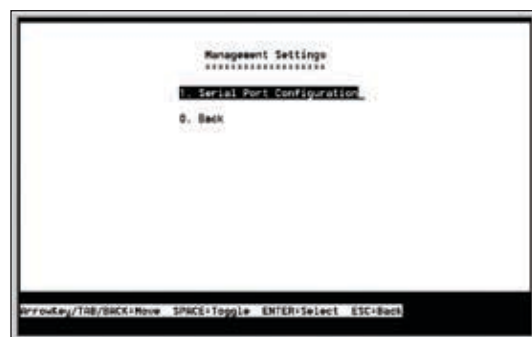 Management Settings
1. Serial Port Configuration
0. Back
ArrowKey/TAB/BACK=Move SPACE=Toggle ENTER=Select ESC=Back